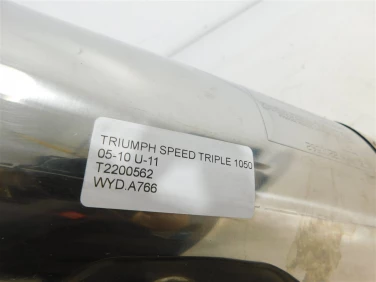 TRIUMPH SPEED TRIPLE 1050
05-10 U-11
T2200562
WYD.A766